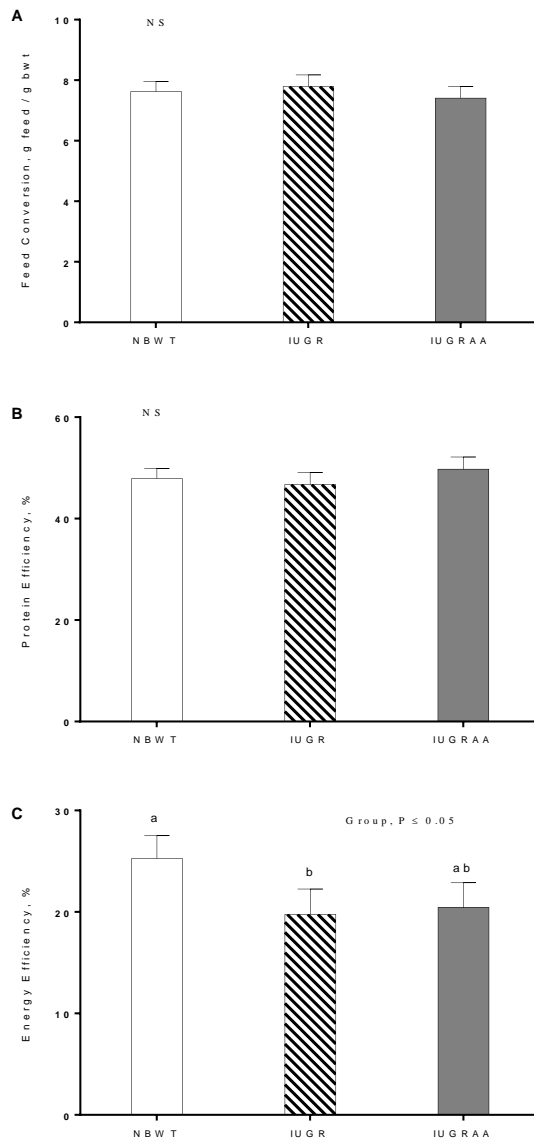 A
NS
Feed Conversion, g feed / g bwt
10
8
6
4
2
0
NBWT
IUGR
IUGRAA
B
NS
Protein Efficiency, %
60
40
20
0
NBWT
IUGR
IUGRAA
C
Group, P ≤ 0.05
a
b
ab
Energy Efficiency, %
30
20
10
0
NBWT
IUGR
IUGRAA